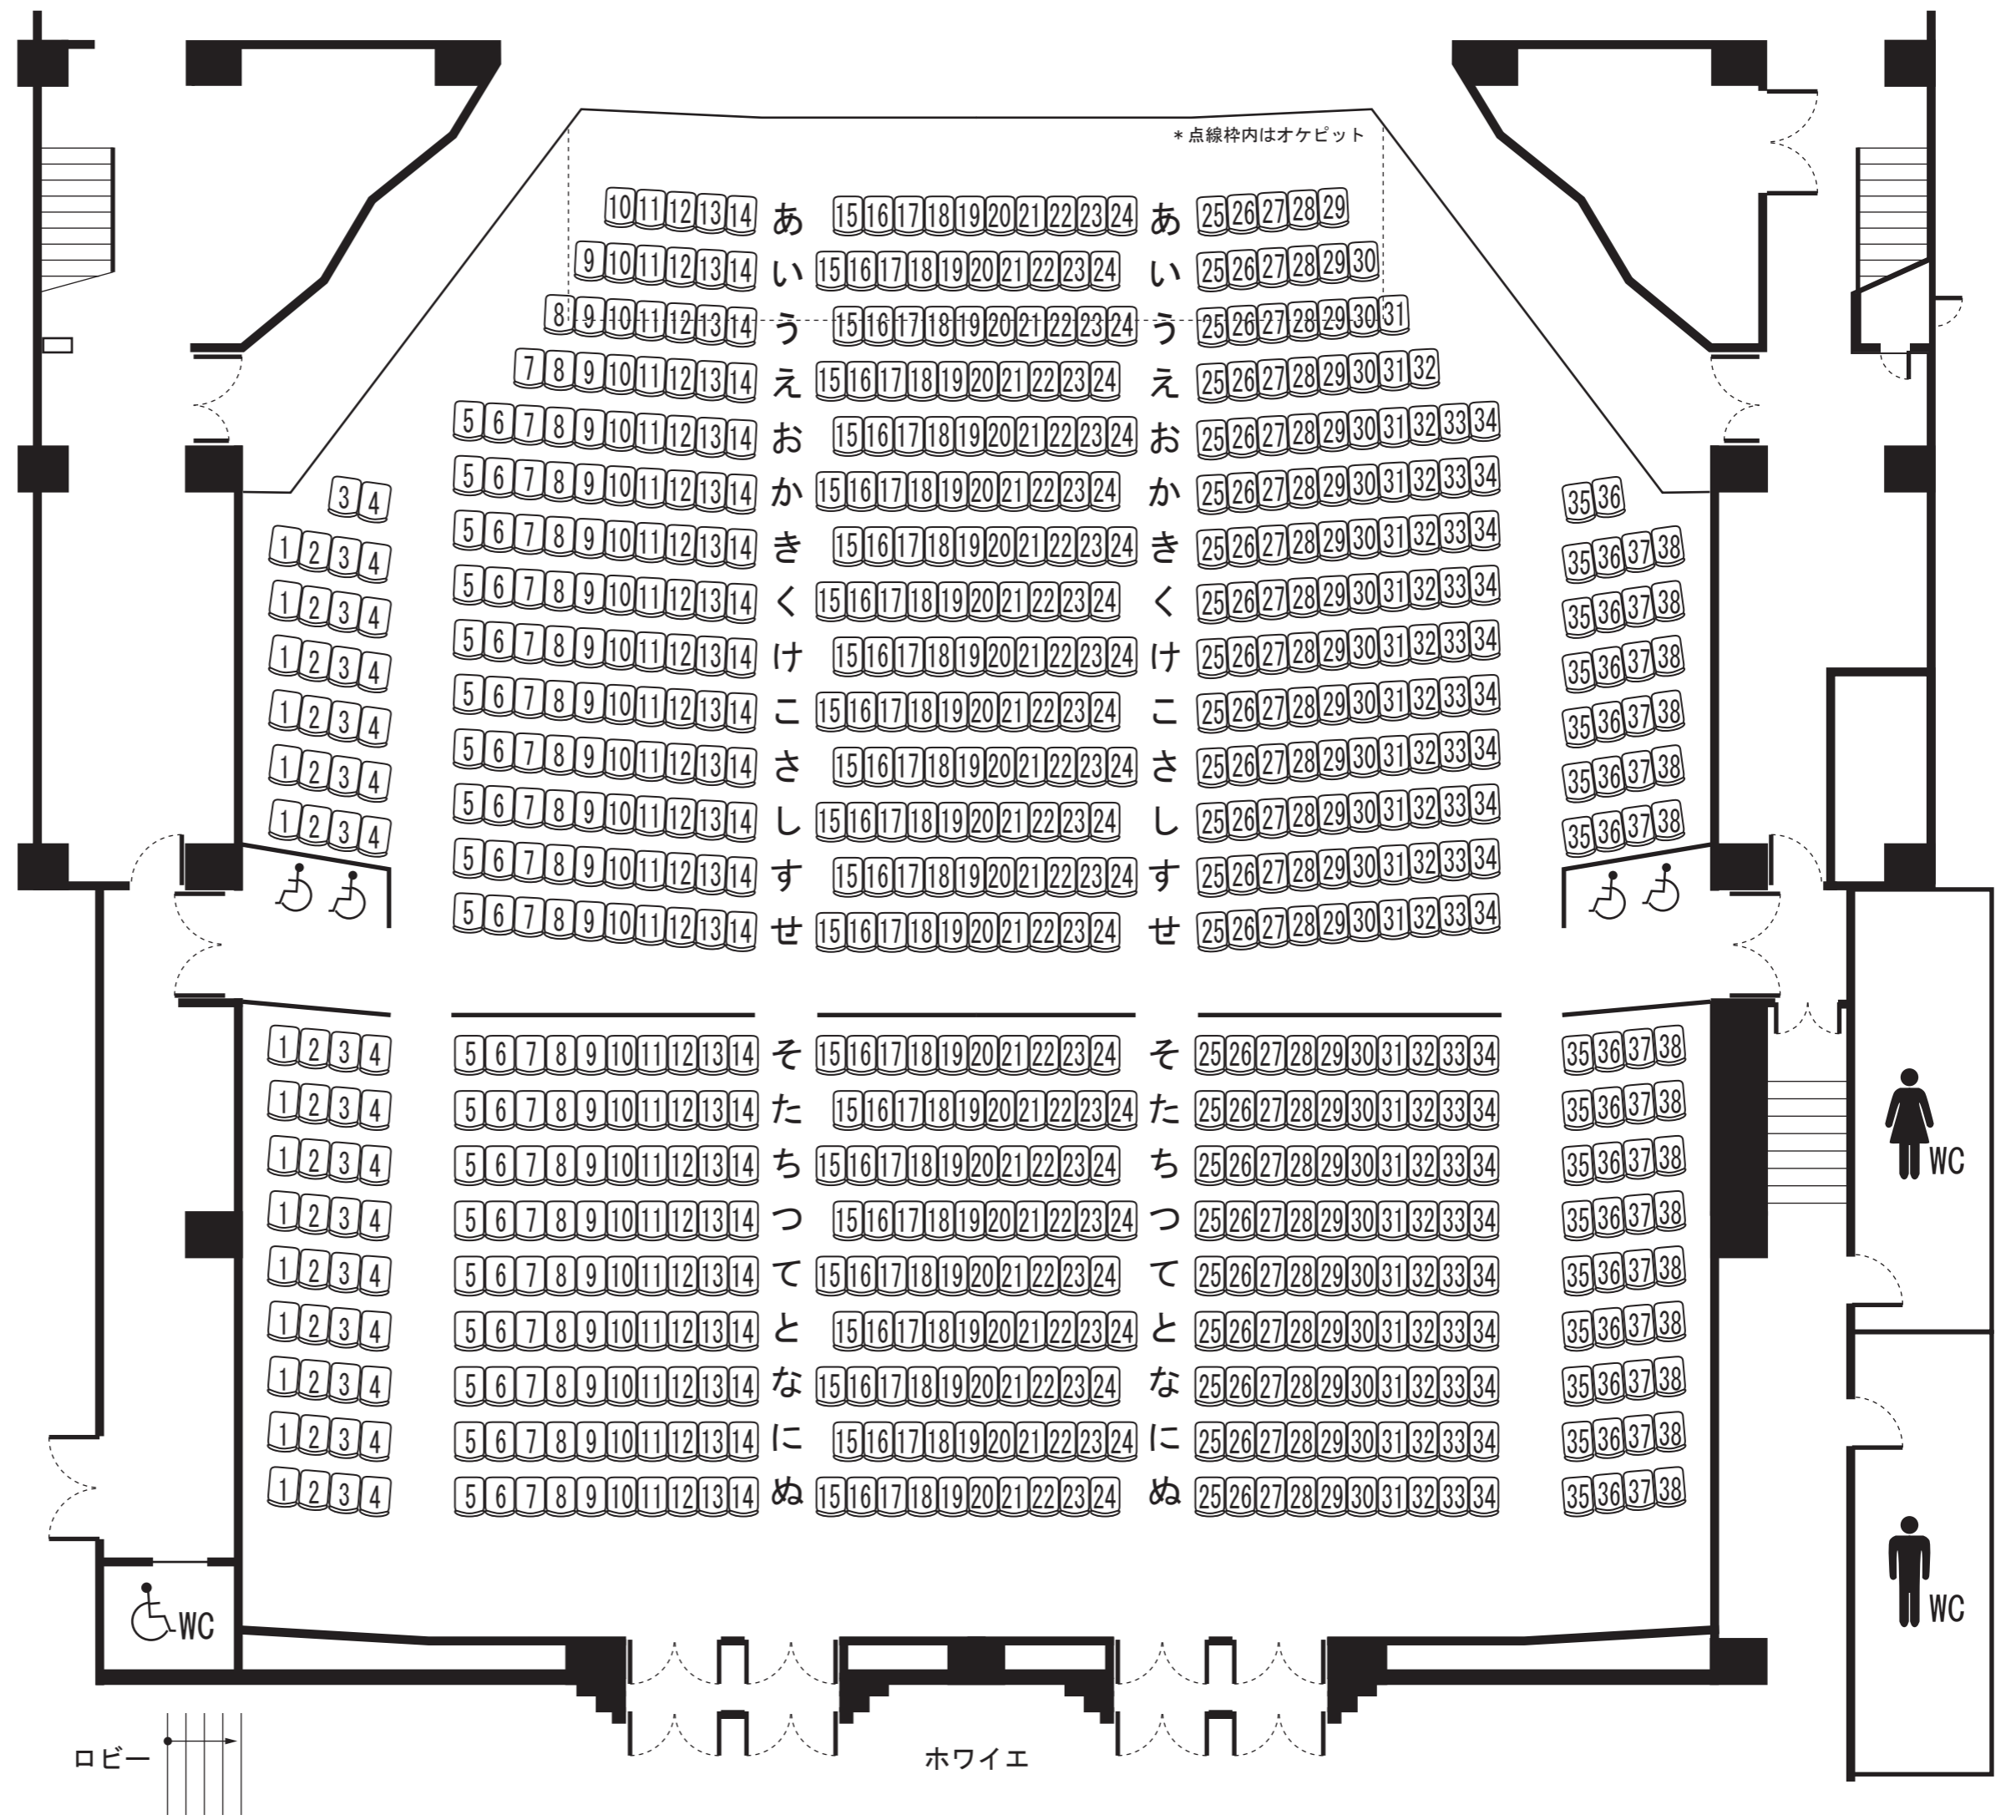 *点線枠内はオケピット
10 11 12 13 14 あ 15 16 17 18 19 20 21 22 23 24 あ 25 26 27 28 29
9 10 11 12 13 14 い 15 16 17 18 19 20 21 22 23 24 い 25 26 27 28 29 30
8 9 10 11 12 13 14 う 15 16 17 18 19 20 21 22 23 24 う 25 26 27 28 29 30 31
7 8 9 10 11 12 13 14 え 15 16 17 18 19 20 21 22 23 24 え 25 26 27 28 29 30 31 32
5 6 7 8 9 10 11 12 13 14 お 15 16 17 18 19 20 21 22 23 24 お 25 26 27 28 29 30 31 32 33 34
3 4 5 6 7 8 9 10 11 12 13 14 か 15 16 17 18 19 20 21 22 23 24 か 25 26 27 28 29 30 31 32 33 34 35 36
1 2 3 4 5 6 7 8 9 10 11 12 13 14 き 15 16 17 18 19 20 21 22 23 24 き 25 26 27 28 29 30 31 32 33 34 35 36 37 38
1 2 3 4 5 6 7 8 9 10 11 12 13 14 く 15 16 17 18 19 20 21 22 23 24 く 25 26 27 28 29 30 31 32 33 34 35 36 37 38
1 2 3 4 5 6 7 8 9 10 11 12 13 14 け 15 16 17 18 19 20 21 22 23 24 け 25 26 27 28 29 30 31 32 33 34 35 36 37 38
1 2 3 4 5 6 7 8 9 10 11 12 13 14 こ 15 16 17 18 19 20 21 22 23 24 こ 25 26 27 28 29 30 31 32 33 34 35 36 37 38
1 2 3 4 5 6 7 8 9 10 11 12 13 14 さ 15 16 17 18 19 20 21 22 23 24 さ 25 26 27 28 29 30 31 32 33 34 35 36 37 38
1 2 3 4 5 6 7 8 9 10 11 12 13 14 し 15 16 17 18 19 20 21 22 23 24 し 25 26 27 28 29 30 31 32 33 34 35 36 37 38
5 6 7 8 9 10 11 12 13 14 す 15 16 17 18 19 20 21 22 23 24 す 25 26 27 28 29 30 31 32 33 34
5 6 7 8 9 10 11 12 13 14 せ 15 16 17 18 19 20 21 22 23 24 せ 25 26 27 28 29 30 31 32 33 34
1 2 3 4 5 6 7 8 9 10 11 12 13 14 そ 15 16 17 18 19 20 21 22 23 24 そ 25 26 27 28 29 30 31 32 33 34 35 36 37 38
1 2 3 4 5 6 7 8 9 10 11 12 13 14 た 15 16 17 18 19 20 21 22 23 24 た 25 26 27 28 29 30 31 32 33 34 35 36 37 38
1 2 3 4 5 6 7 8 9 10 11 12 13 14 ち 15 16 17 18 19 20 21 22 23 24 ち 25 26 27 28 29 30 31 32 33 34 35 36 37 38
WC
1 2 3 4 5 6 7 8 9 10 11 12 13 14 つ 15 16 17 18 19 20 21 22 23 24 つ 25 26 27 28 29 30 31 32 33 34 35 36 37 38
1 2 3 4 5 6 7 8 9 10 11 12 13 14 て 15 16 17 18 19 20 21 22 23 24 て 25 26 27 28 29 30 31 32 33 34 35 36 37 38
1 2 3 4 5 6 7 8 9 10 11 12 13 14 と 15 16 17 18 19 20 21 22 23 24 と 25 26 27 28 29 30 31 32 33 34 35 36 37 38
1 2 3 4 5 6 7 8 9 10 11 12 13 14 な 15 16 17 18 19 20 21 22 23 24 な 25 26 27 28 29 30 31 32 33 34 35 36 37 38
1 2 3 4 5 6 7 8 9 10 11 12 13 14 に 15 16 17 18 19 20 21 22 23 24 に 25 26 27 28 29 30 31 32 33 34 35 36 37 38
1 2 3 4 5 6 7 8 9 10 11 12 13 14 ぬ 15 16 17 18 19 20 21 22 23 24 ぬ 25 26 27 28 29 30 31 32 33 34 35 36 37 38
WC
WC
ロビー
ホワイエ